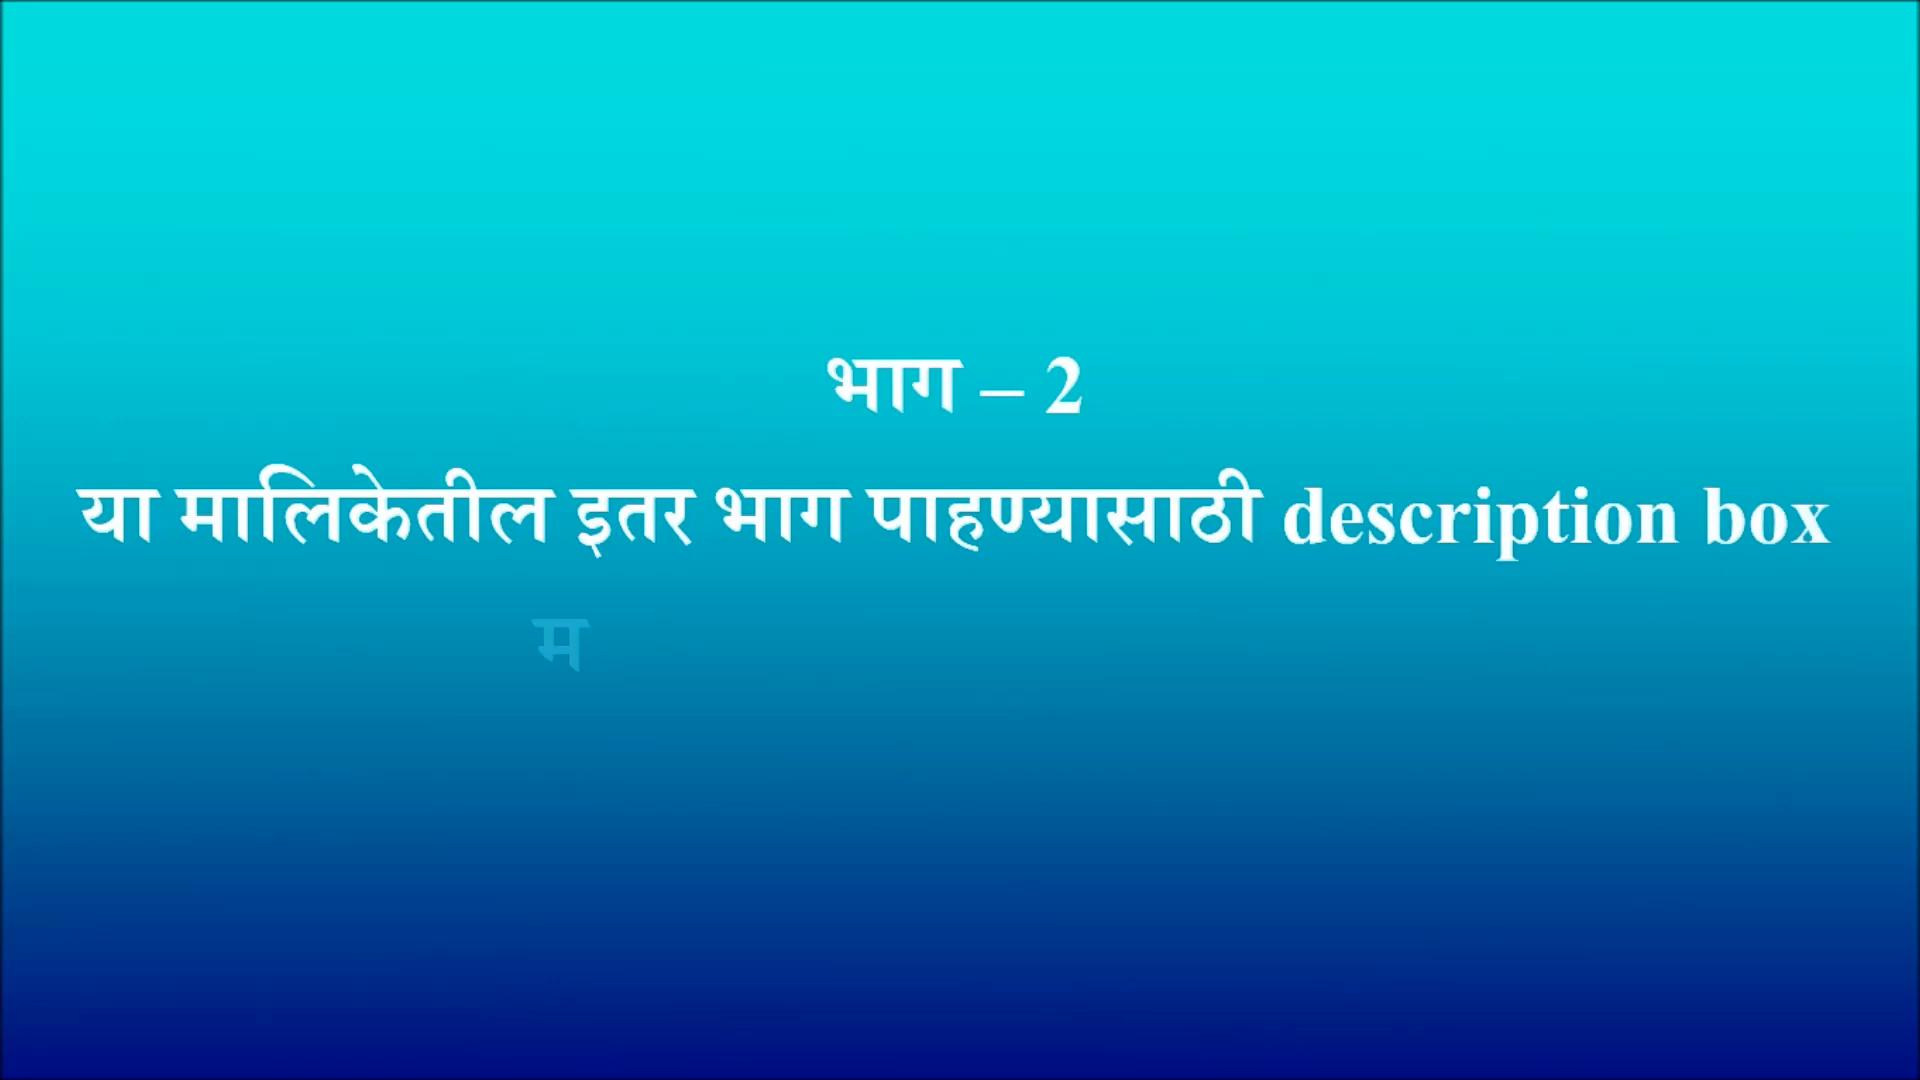 भाग – 2
या मालिकेतील इतर भाग पाहण्यासाठी description box
म